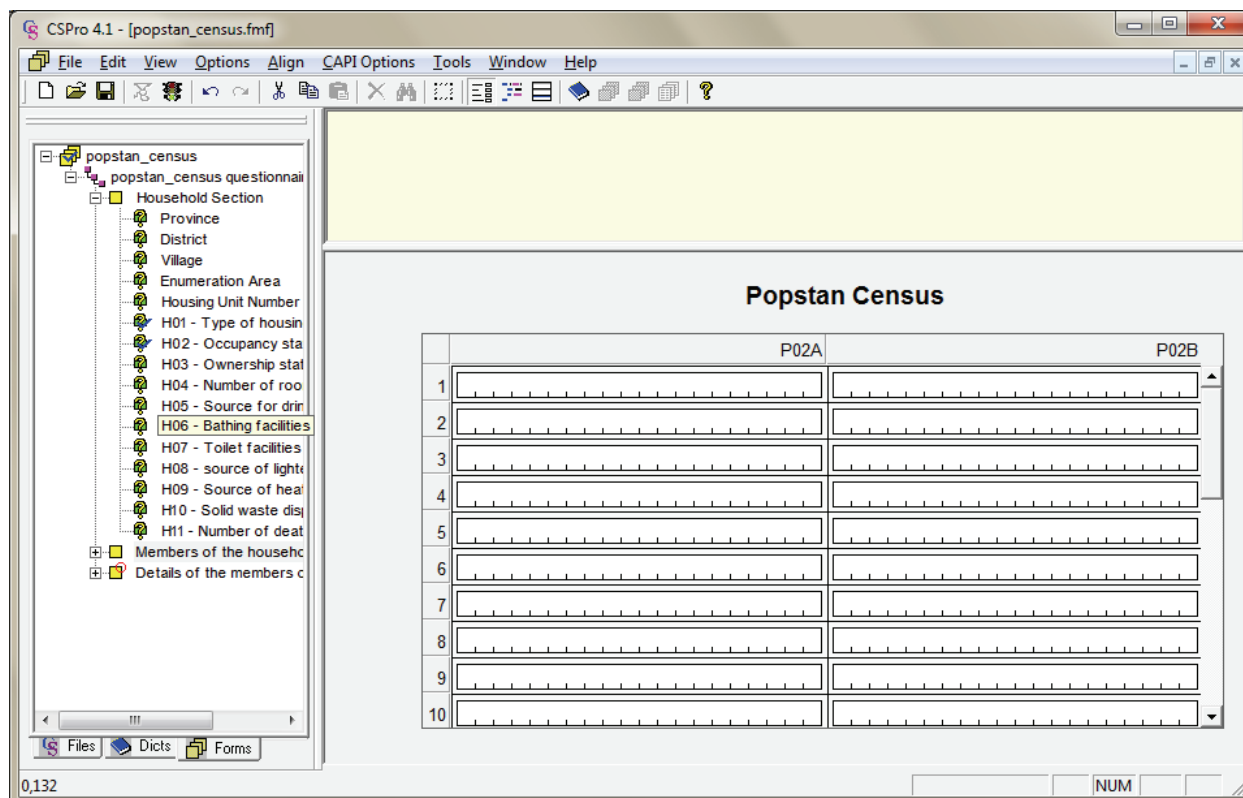 CSPro 4.1 - [popstan_census.fmf]
File Edit View Options Align CAPI Options Tools Window Help
popstan_census
popstan_census questionnai
Household Section
Province
District
Village
Enumeration Area
Housing Unit Number
H01 - Type of housin
H02 - Occupancy sta
H03 - Ownership stat
H04 - Number of roo
H05 - Source for drin
H06 - Bathing facilities
H07 - Toilet facilities
H08 - source of lighte
H09 - Source of heat
H10 - Solid waste disp
H11 - Number of deat
Members of the househo
Details of the members o
Files Dicts Forms
Popstan Census
P02A P02B
1
2
3
4
5
6
7
8
9
10
0,132
NUM